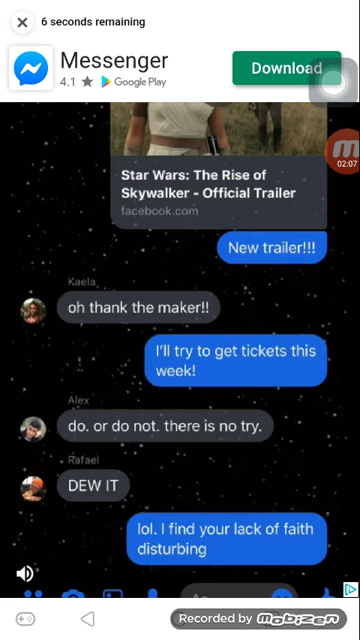 6 seconds remaining
Messenger
4.1 ★ Google Play
Download
02:07
Star Wars: The Rise of
Skywalker - Official Trailer
facebook.com
New trailer!!!
Kaela
oh thank the maker!!
I'll try to get tickets this
week!
Alex
do. or do not. there is no try.
Rafael
DEW IT
lol. I find your lack of faith
disturbing
Aa
Recorded by mobizen